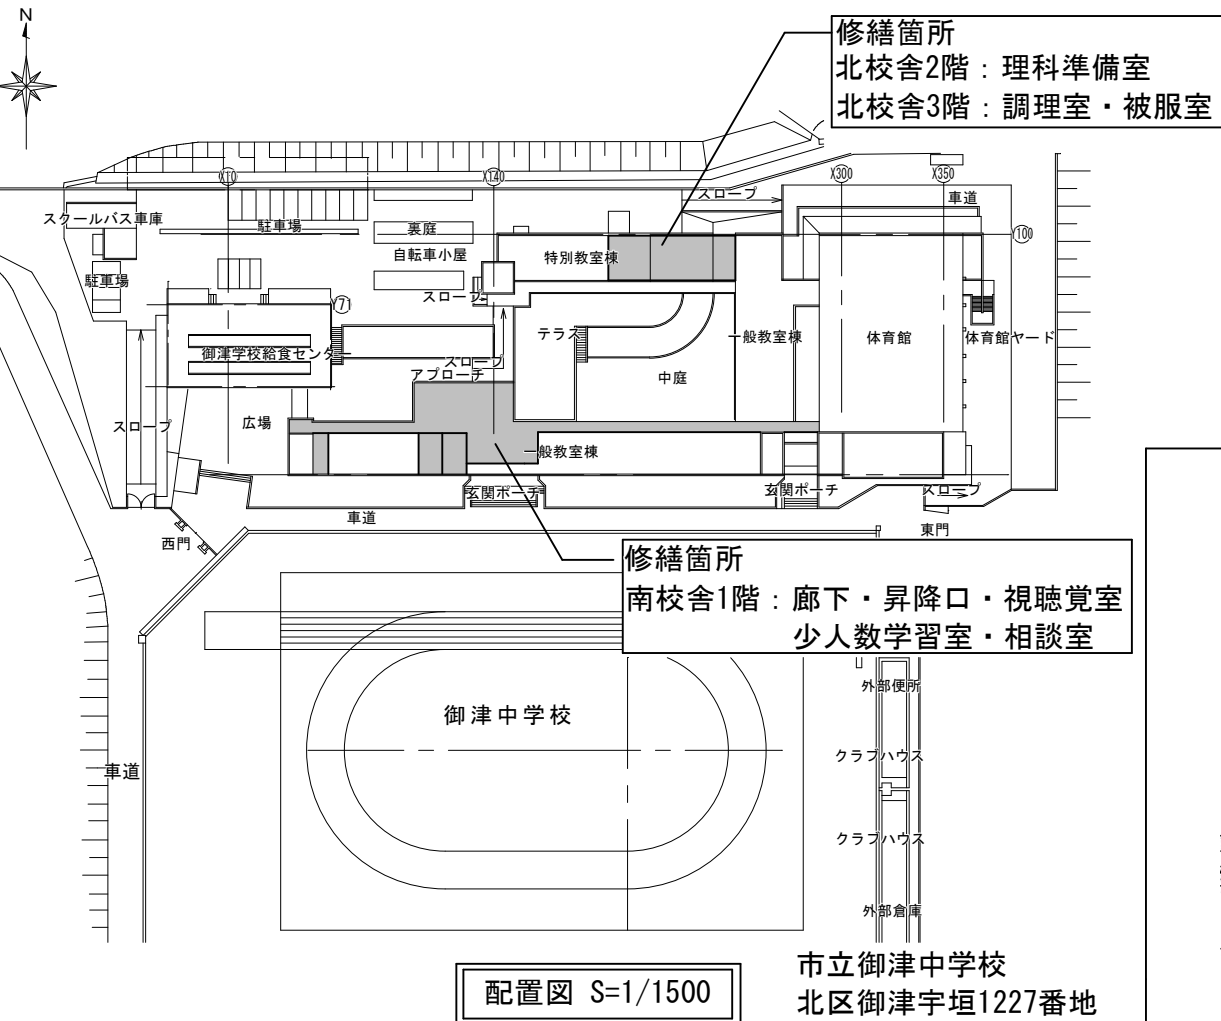 N
修繕箇所
北校舎2階：理科準備室
北校舎3階：調理室・被服室
X10
X140
X300
X350
スロープ
車道
スクールバス車庫
駐車場
裏庭
Y100
自転車小屋
特別教室棟
駐車場
スロープ
Y71
テラス
一般教室棟
体育館
体育館ヤード
御津学校給食センター
スロープ
アプローチ
中庭
スロープ
広場
一般教室棟
玄関ポーチ
玄関ポーチ
スロープ
車道
西門
東門
修繕箇所
南校舎1階：廊下・昇降口・視聴覚室
少人数学習室・相談室
外部便所
御津中学校
クラブハウス
車道
クラブハウス
外部倉庫
市立御津中学校
配置図 S=1/1500
北区御津宇垣1227番地